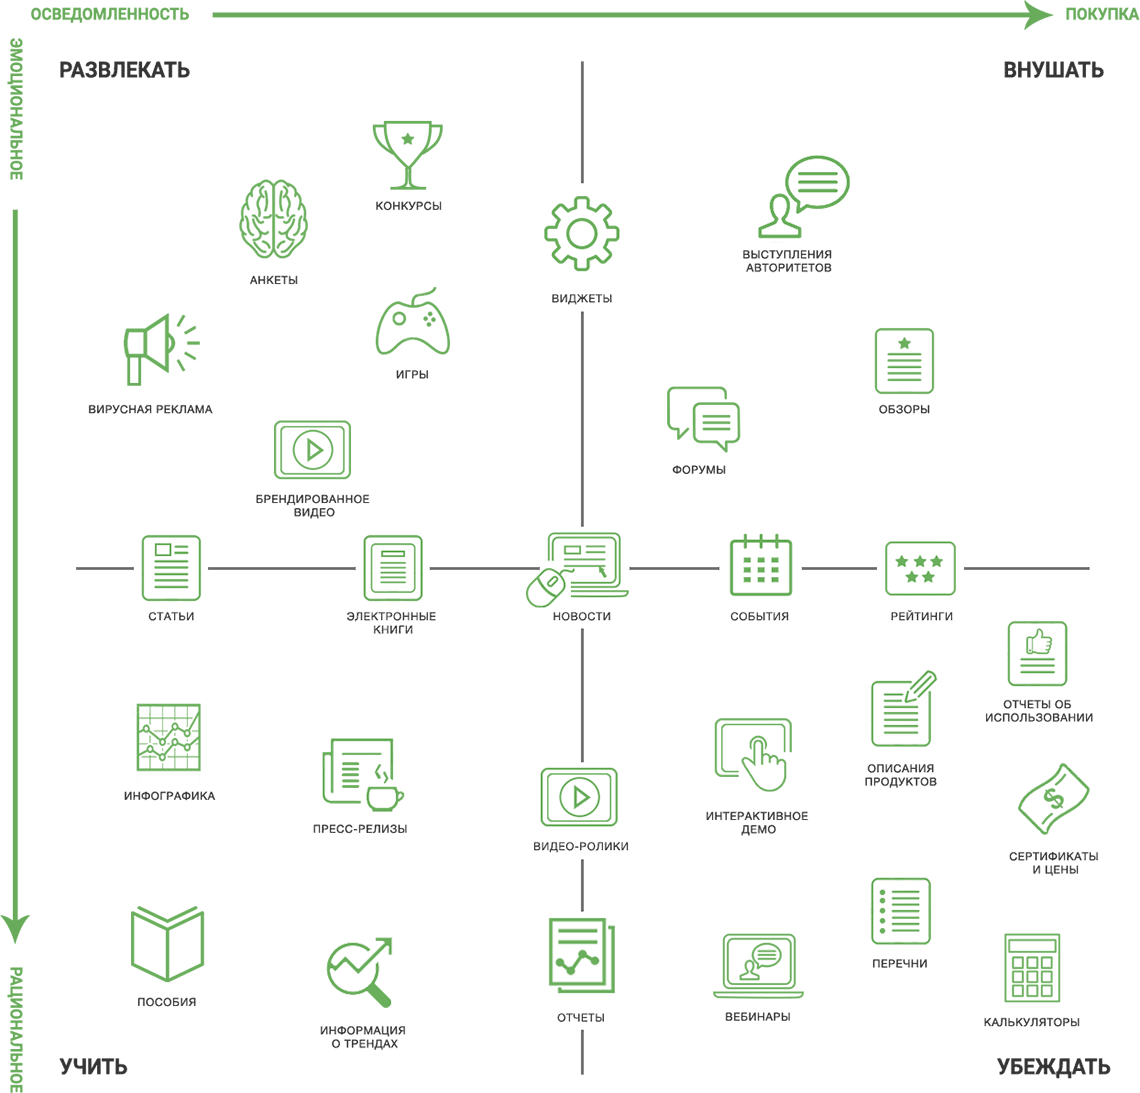 ОСВЕДОМЛЕННОСТЬ
ПОКУПКА
ЭМОЦИОНАЛЬНОЕ
РАЗВЛЕКАТЬ
ВНУШАТЬ
КОНКУРСЫ
АНКЕТЫ
ВИДЖЕТЫ
ВЫСТУПЛЕНИЯ
АВТОРИТЕТОВ
ИГРЫ
ВИРУСНАЯ РЕКЛАМА
ОБЗОРЫ
ФОРУМЫ
БРЕНДИРОВАННОЕ
ВИДЕО
СТАТЬИ
ЭЛЕКТРОННЫЕ
КНИГИ
НОВОСТИ
СОБЫТИЯ
РЕЙТИНГИ
ОТЧЕТЫ ОБ
ИСПОЛЬЗОВАНИИ
ИНФОГРАФИКА
ПРЕСС-РЕЛИЗЫ
ВИДЕО-РОЛИКИ
ИНТЕРАКТИВНОЕ
ДЕМО
ОПИСАНИЯ
ПРОДУКТОВ
$
СЕРТИФИКАТЫ
И ЦЕНЫ
ПОСОБИЯ
ИНФОРМАЦИЯ
О ТРЕНДАХ
ОТЧЕТЫ
ВЕБИНАРЫ
ПЕРЕЧНИ
КАЛЬКУЛЯТОРЫ
РАЦИОНАЛЬНОЕ
УЧИТЬ
УБЕЖДАТЬ